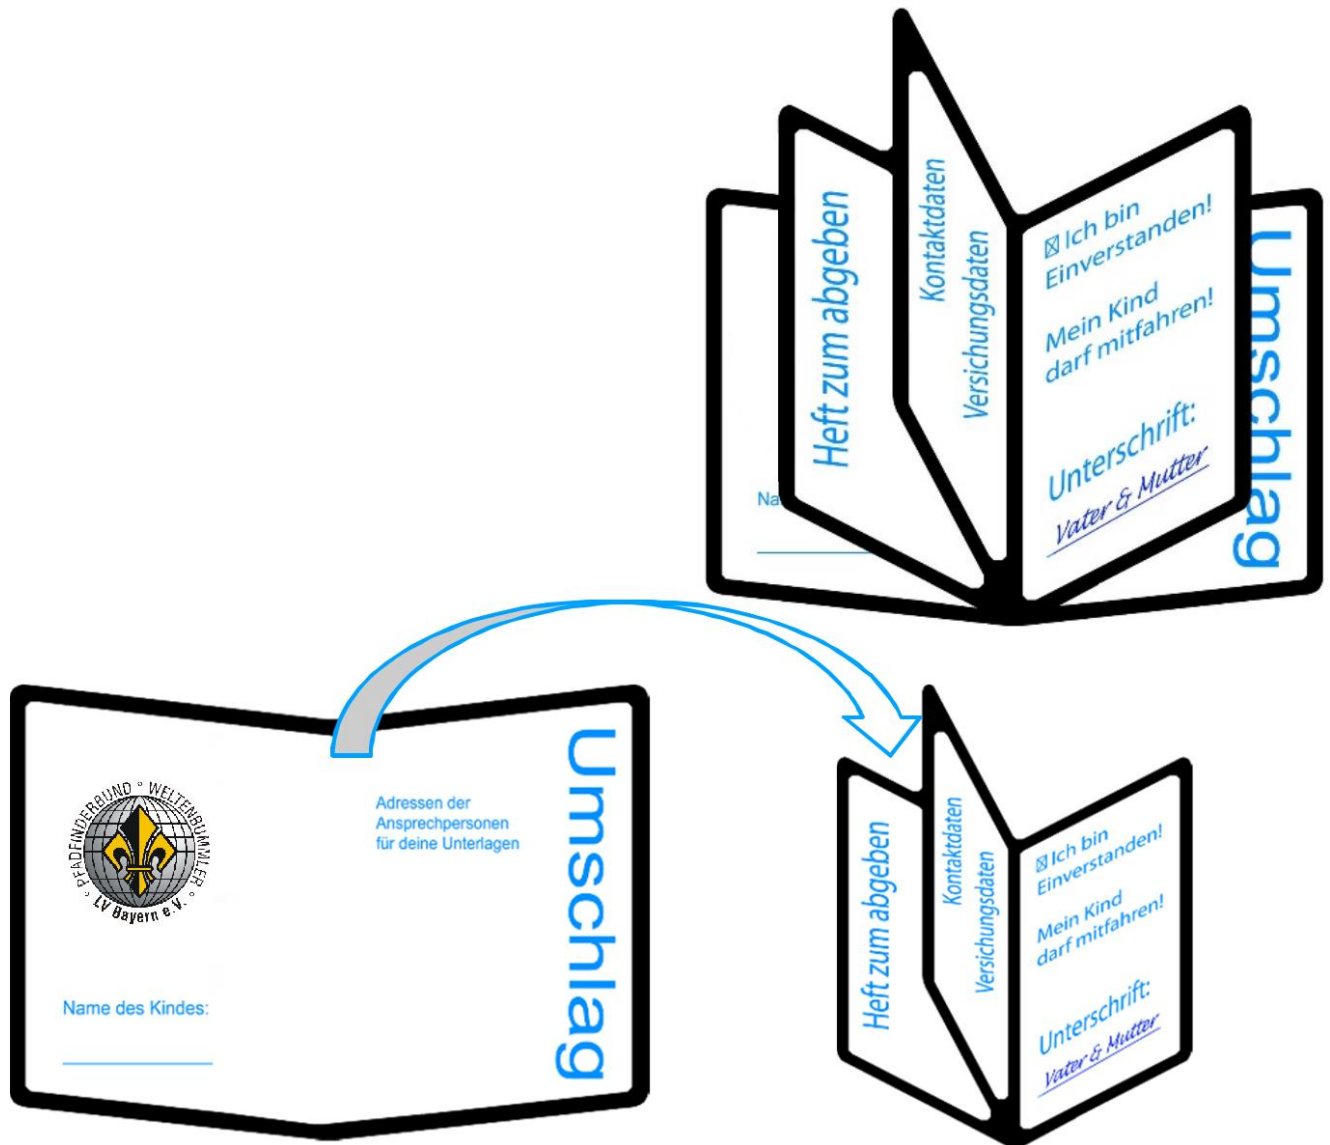 Heft zum abgeben
Kontaktdaten
Versichungsdaten
☒ Ich bin
Einverstanden!
Mein Kind
darf mitfahren!
Unterschrift:
Vater & Mutter
Umschlag
Na
PFADFINDERBUND ° WELTENBUMMLER °
LV Bayern e.V. °
Name des Kindes:
Adressen der
Ansprechpersonen
für deine Unterlagen
Umschlag
Heft zum abgeben
Kontaktdaten
Versichungsdaten
☒ Ich bin
Einverstanden!
Mein Kind
darf mitfahren!
Unterschrift:
Vater & Mutter